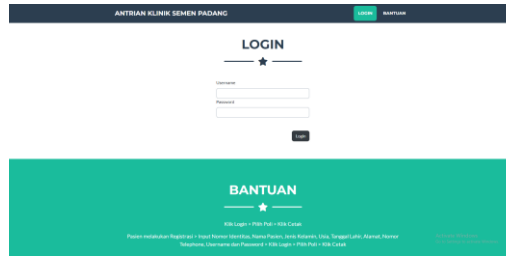 ANTRIAN KLINIK SEMEN PADANG
LOGIN
BANTUAN
LOGIN
Username
Password
Login
BANTUAN
Klik Login > Pilih Poli > Klik Cetak
Pasien melakukan Registrasi > Input Nomor Identitas, Nama Pasien, Jenis Kelamin, Usia, Tanggal Lahir, Alamat, Nomor
Telephone, Username dan Password > Klik Login > Pilih Poli > Klik Cetak